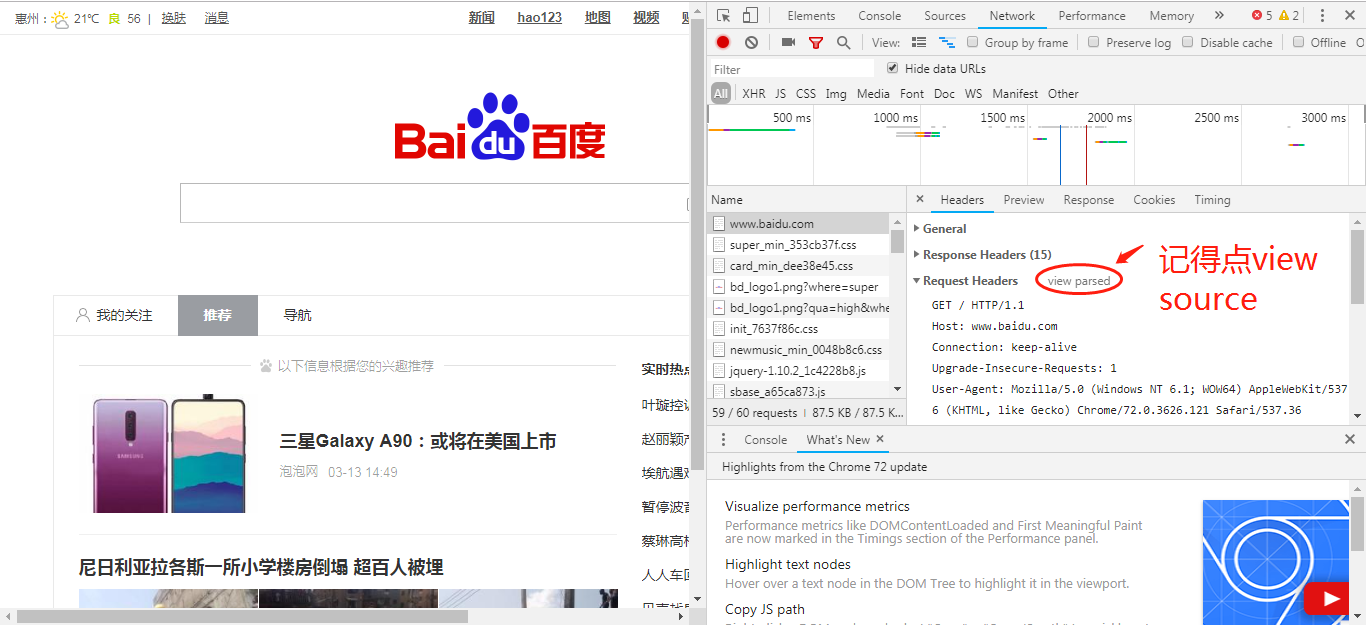 惠州： 21℃ 良 56 | 换肤 消息
新闻 hao123 地图 视频
Bai du 百度
我的关注 推荐 导航
以下信息根据您的兴趣推荐
三星Galaxy A90：或将在美国上市
泡泡网 03-13 14:49
尼日利亚拉各斯一所小学楼房倒塌 超百人被埋
实时热点
叶璇控
赵丽颖
埃航遇
暂停波音
蔡琳高
人人车
Elements Console Sources Network Performance Memory » 5 2
View: Group by frame Preserve log Disable cache Offline
Filter Hide data URLs
All XHR JS CSS Img Media Font Doc WS Manifest Other
500 ms 1000 ms 1500 ms 2000 ms 2500 ms 3000 ms
Name
www.baidu.com
super_min_353cb37f.css
card_min_dee38e45.css
bd_logo1.png?where=super
bd_logo1.png?qua=high&whe
init_7637f86c.css
newmusic_min_0048b8c6.css
jquery-1.10.2_1c4228b8.js
sbase_a65ca873.js
59 / 60 requests | 87.5 KB / 87.5 K...
× Headers Preview Response Cookies Timing
General
Response Headers (15)
Request Headers view parsed
GET / HTTP/1.1
Host: www.baidu.com
Connection: keep-alive
Upgrade-Insecure-Requests: 1
User-Agent: Mozilla/5.0 (Windows NT 6.1; WOW64) AppleWebKit/537
6 (KHTML, like Gecko) Chrome/72.0.3626.121 Safari/537.36
记得点view
source
Console What's New ×
Highlights from the Chrome 72 update
Visualize performance metrics
Performance metrics like DOMContentLoaded and First Meaningful Paint
are now marked in the Timings section of the Performance panel.
Highlight text nodes
Hover over a text node in the DOM Tree to highlight it in the viewport.
Copy JS path